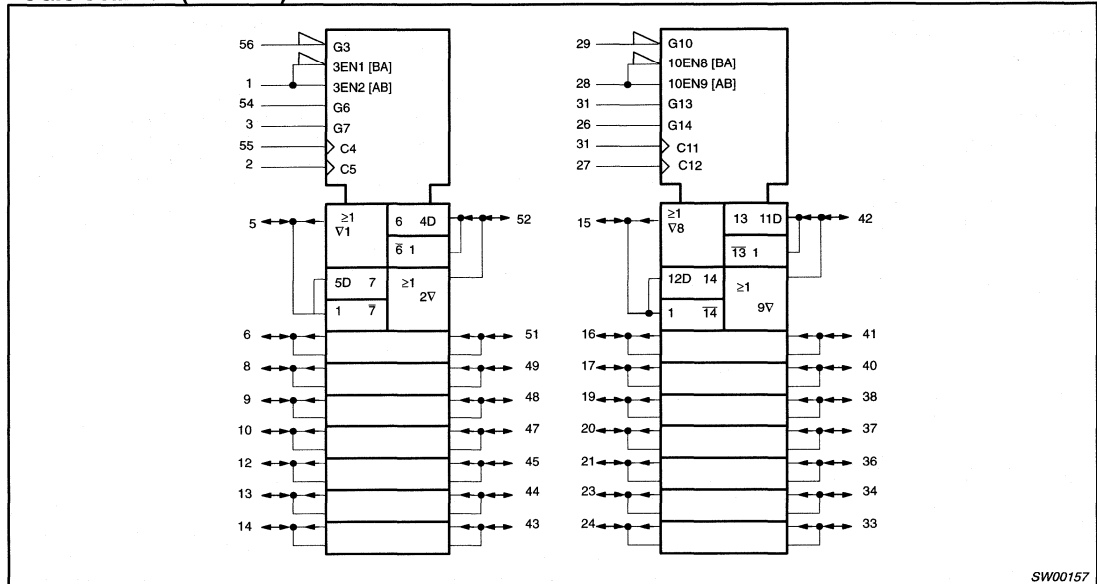 56 G3
3EN1 [BA]
1 3EN2 [AB]
54 G6
3 G7
55 C4
2 C5
5 ≥1 6 4D 52
∇1
6̅ 1
5D 7 ≥1
2∇
1 7̅
6 51
8 49
9 48
10 47
12 45
13 44
14 43
29 G10
10EN8 [BA]
28 10EN9 [AB]
31 G13
26 G14
31 C11
27 C12
15 ≥1 13 11D 42
∇8
1̅3̅ 1
12D 14 ≥1
9∇
1 1̅4̅
16 41
17 40
19 38
20 37
21 36
23 34
24 33
SW00157